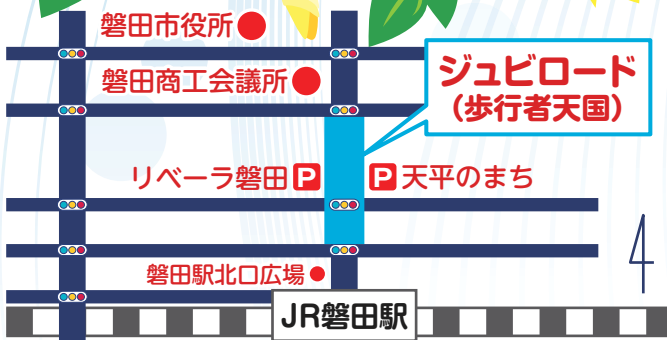 磐田市役所
磐田商工会議所
ジュビロード
(歩行者天国)
リベーラ磐田 P
P 天平のまち
磐田駅北口広場
JR磐田駅